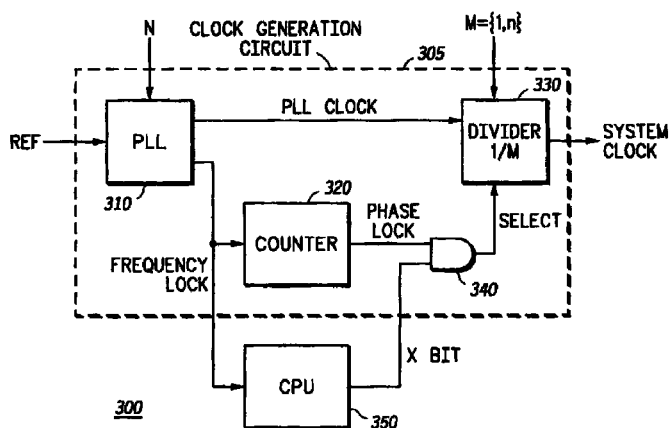 N
CLOCK GENERATION
CIRCUIT
305
M={1,n}
330
REF
PLL
310
PLL CLOCK
DIVIDER
1/M
SYSTEM
CLOCK
320
COUNTER
PHASE
LOCK
SELECT
340
FREQUENCY
LOCK
X BIT
CPU
350
300